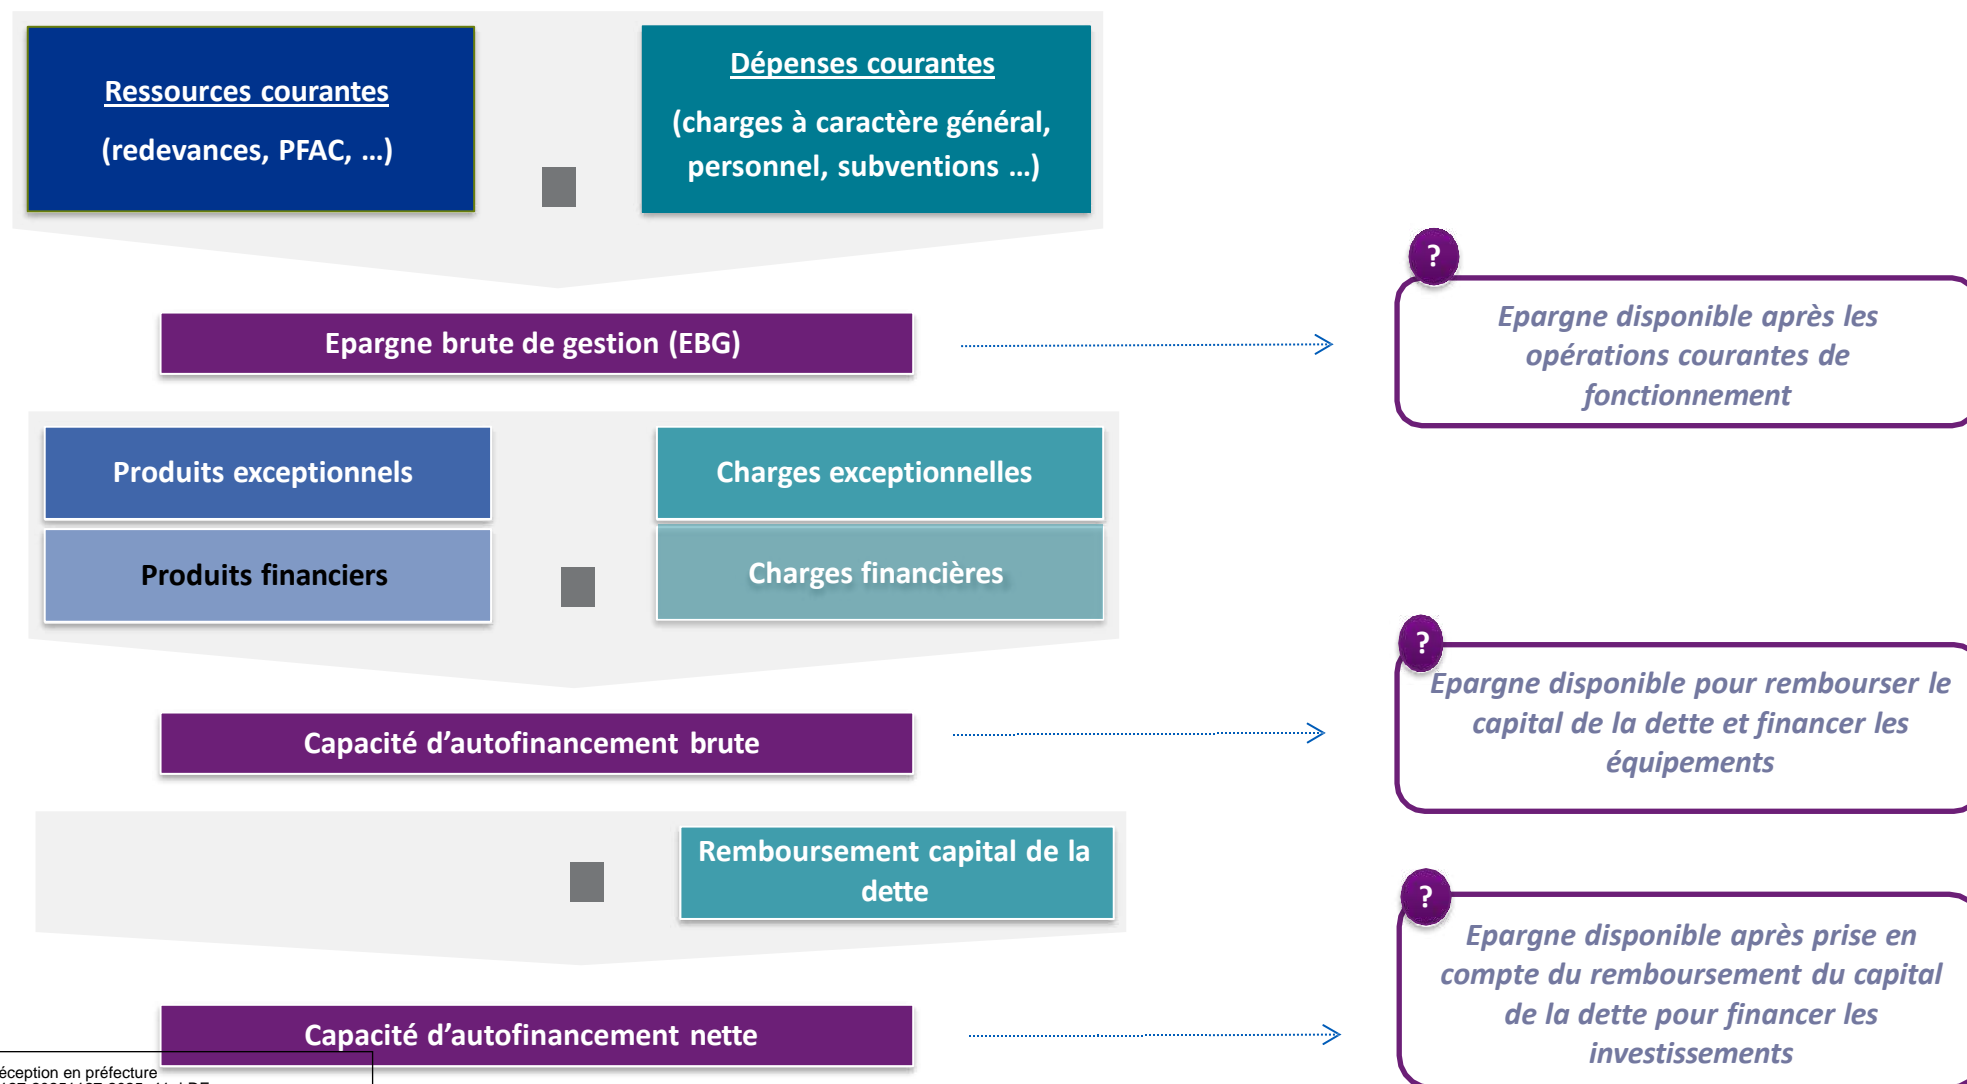 Ressources courantes
(redevances, PFAC, ...)
Dépenses courantes
(charges à caractère général,
personnel, subventions ...)
?
Epargne brute de gestion (EBG)
Epargne disponible après les
opérations courantes de
fonctionnement
Produits exceptionnels
Charges exceptionnelles
Produits financiers
Charges financières
?
Capacité d’autofinancement brute
Epargne disponible pour rembourser le
capital de la dette et financer les
équipements
Remboursement capital de la
dette
?
Capacité d’autofinancement nette
Epargne disponible après prise en
compte du remboursement du capital
de la dette pour financer les
investissements
en préfecture